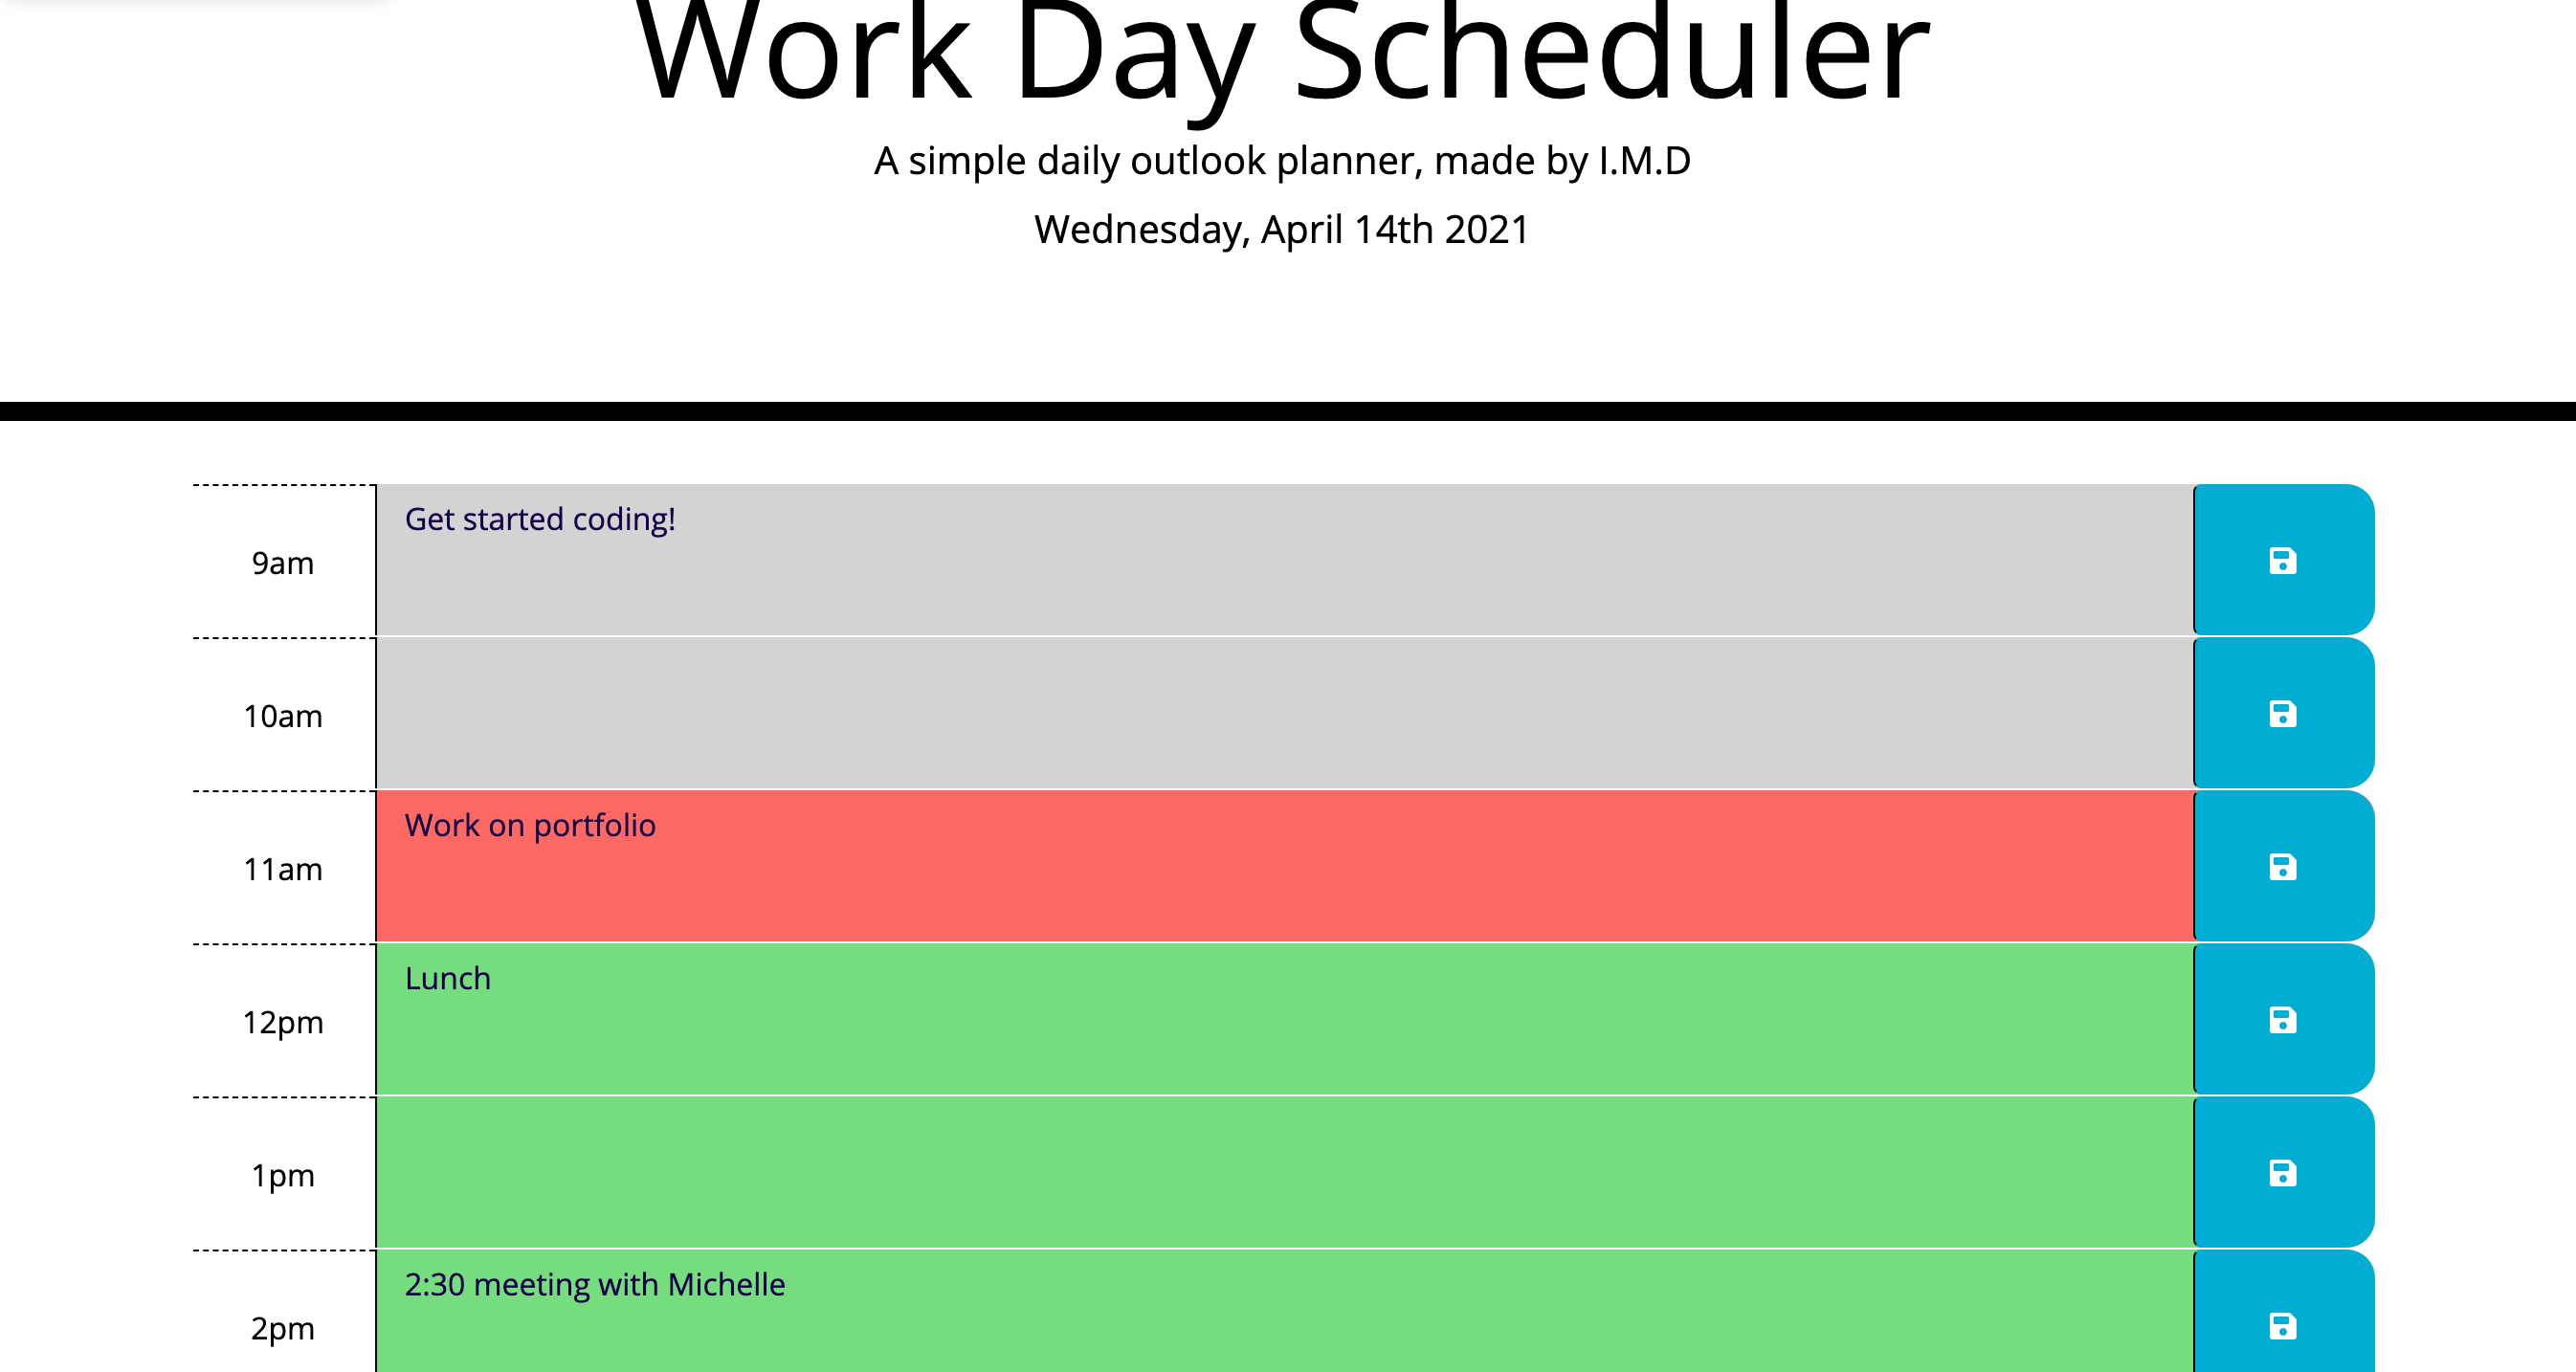 Work Day Scheduler
A simple daily outlook planner, made by I.M.D
Wednesday, April 14th 2021
9am
Get started coding!
10am
11am
Work on portfolio
12pm
Lunch
1pm
2pm
2:30 meeting with Michelle